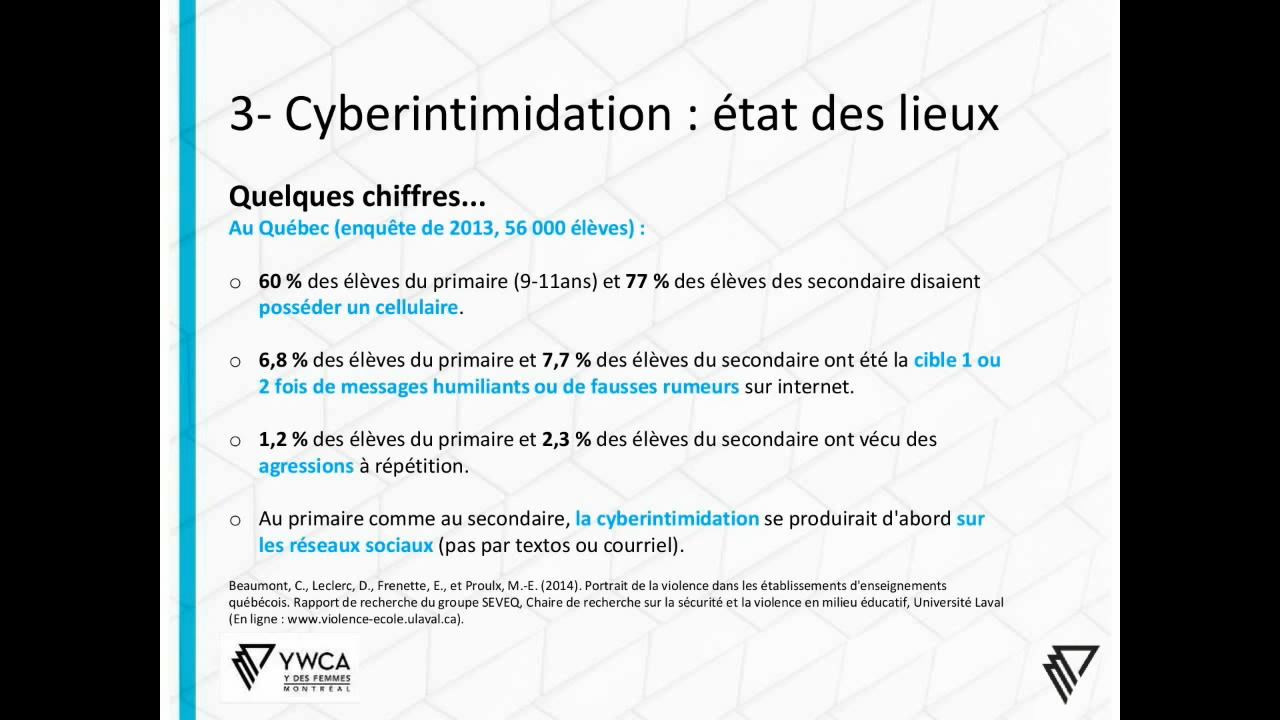 3- Cyberintimidation : état des lieux
Quelques chiffres...
Au Québec (enquête de 2013, 56 000 élèves) :
o 60 % des élèves du primaire (9-11ans) et 77 % des élèves des secondaire disaient
posséder un cellulaire.
o 6,8 % des élèves du primaire et 7,7 % des élèves du secondaire ont été la cible 1 ou
2 fois de messages humiliants ou de fausses rumeurs sur internet.
o 1,2 % des élèves du primaire et 2,3 % des élèves du secondaire ont vécu des
agressions à répétition.
o Au primaire comme au secondaire, la cyberintimidation se produirait d'abord sur
les réseaux sociaux (pas par textos ou courriel).
Beaumont, C., Leclerc, D., Frenette, E., et Proulx, M.-E. (2014). Portrait de la violence dans les établissements d'enseignements
québécois. Rapport de recherche du groupe SEVEQ, Chaire de recherche sur la sécurité et la violence en milieu éducatif, Université Laval
(En ligne : www.violence-ecole.ulaval.ca).
YWCA
Y DES FEMMES
MONTRÉAL